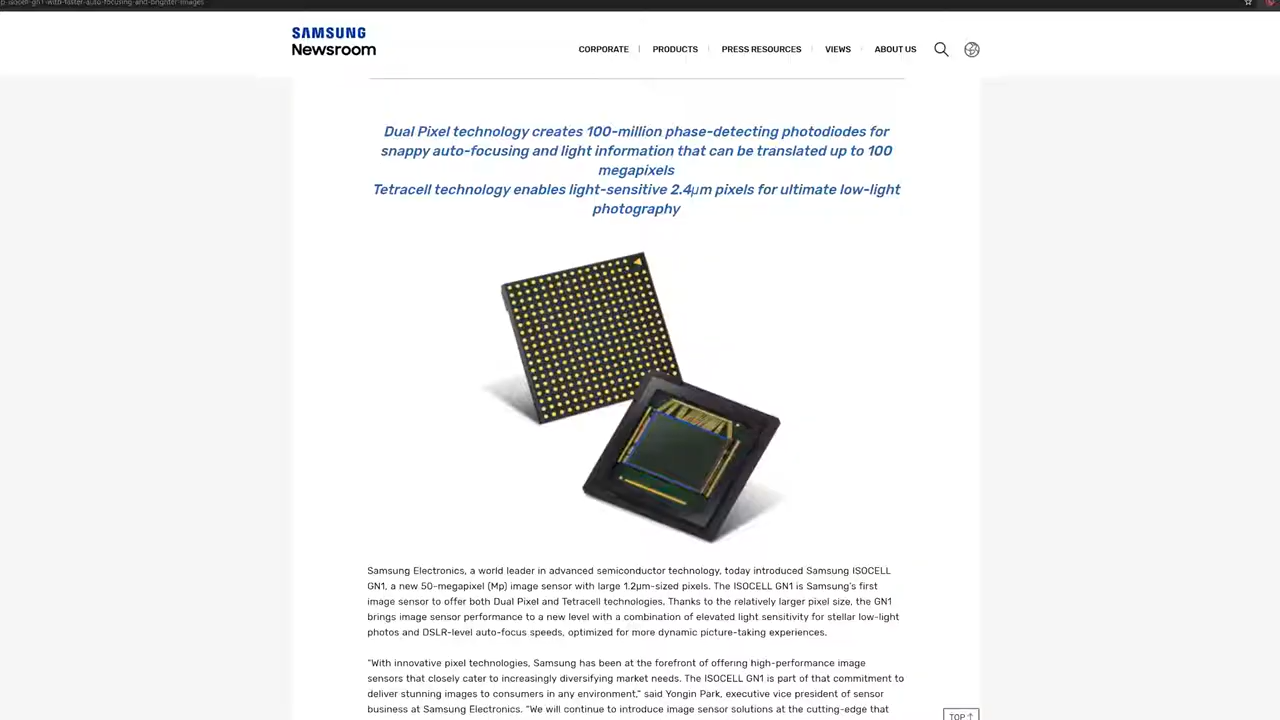 p-isocell-gn1-with-faster-auto-focusing-and-brighter-images
SAMSUNG
Newsroom
CORPORATE | PRODUCTS | PRESS RESOURCES | VIEWS | ABOUT US
Dual Pixel technology creates 100-million phase-detecting photodiodes for
snappy auto-focusing and light information that can be translated up to 100
megapixels
Tetracell technology enables light-sensitive 2.4μm pixels for ultimate low-light
photography
Samsung Electronics, a world leader in advanced semiconductor technology, today introduced Samsung ISOCELL
GN1, a new 50-megapixel (Mp) image sensor with large 1.2μm-sized pixels. The ISOCELL GN1 is Samsung's first
image sensor to offer both Dual Pixel and Tetracell technologies. Thanks to the relatively larger pixel size, the GN1
brings image sensor performance to a new level with a combination of elevated light sensitivity for stellar low-light
photos and DSLR-level auto-focus speeds, optimized for more dynamic picture-taking experiences.
"With innovative pixel technologies, Samsung has been at the forefront of offering high-performance image
sensors that closely cater to increasingly diversifying market needs. The ISOCELL GN1 is part of that commitment to
deliver stunning images to consumers in any environment," said Yongin Park, executive vice president of sensor
business at Samsung Electronics. "We will continue to introduce image sensor solutions at the cutting-edge that
TOP↑